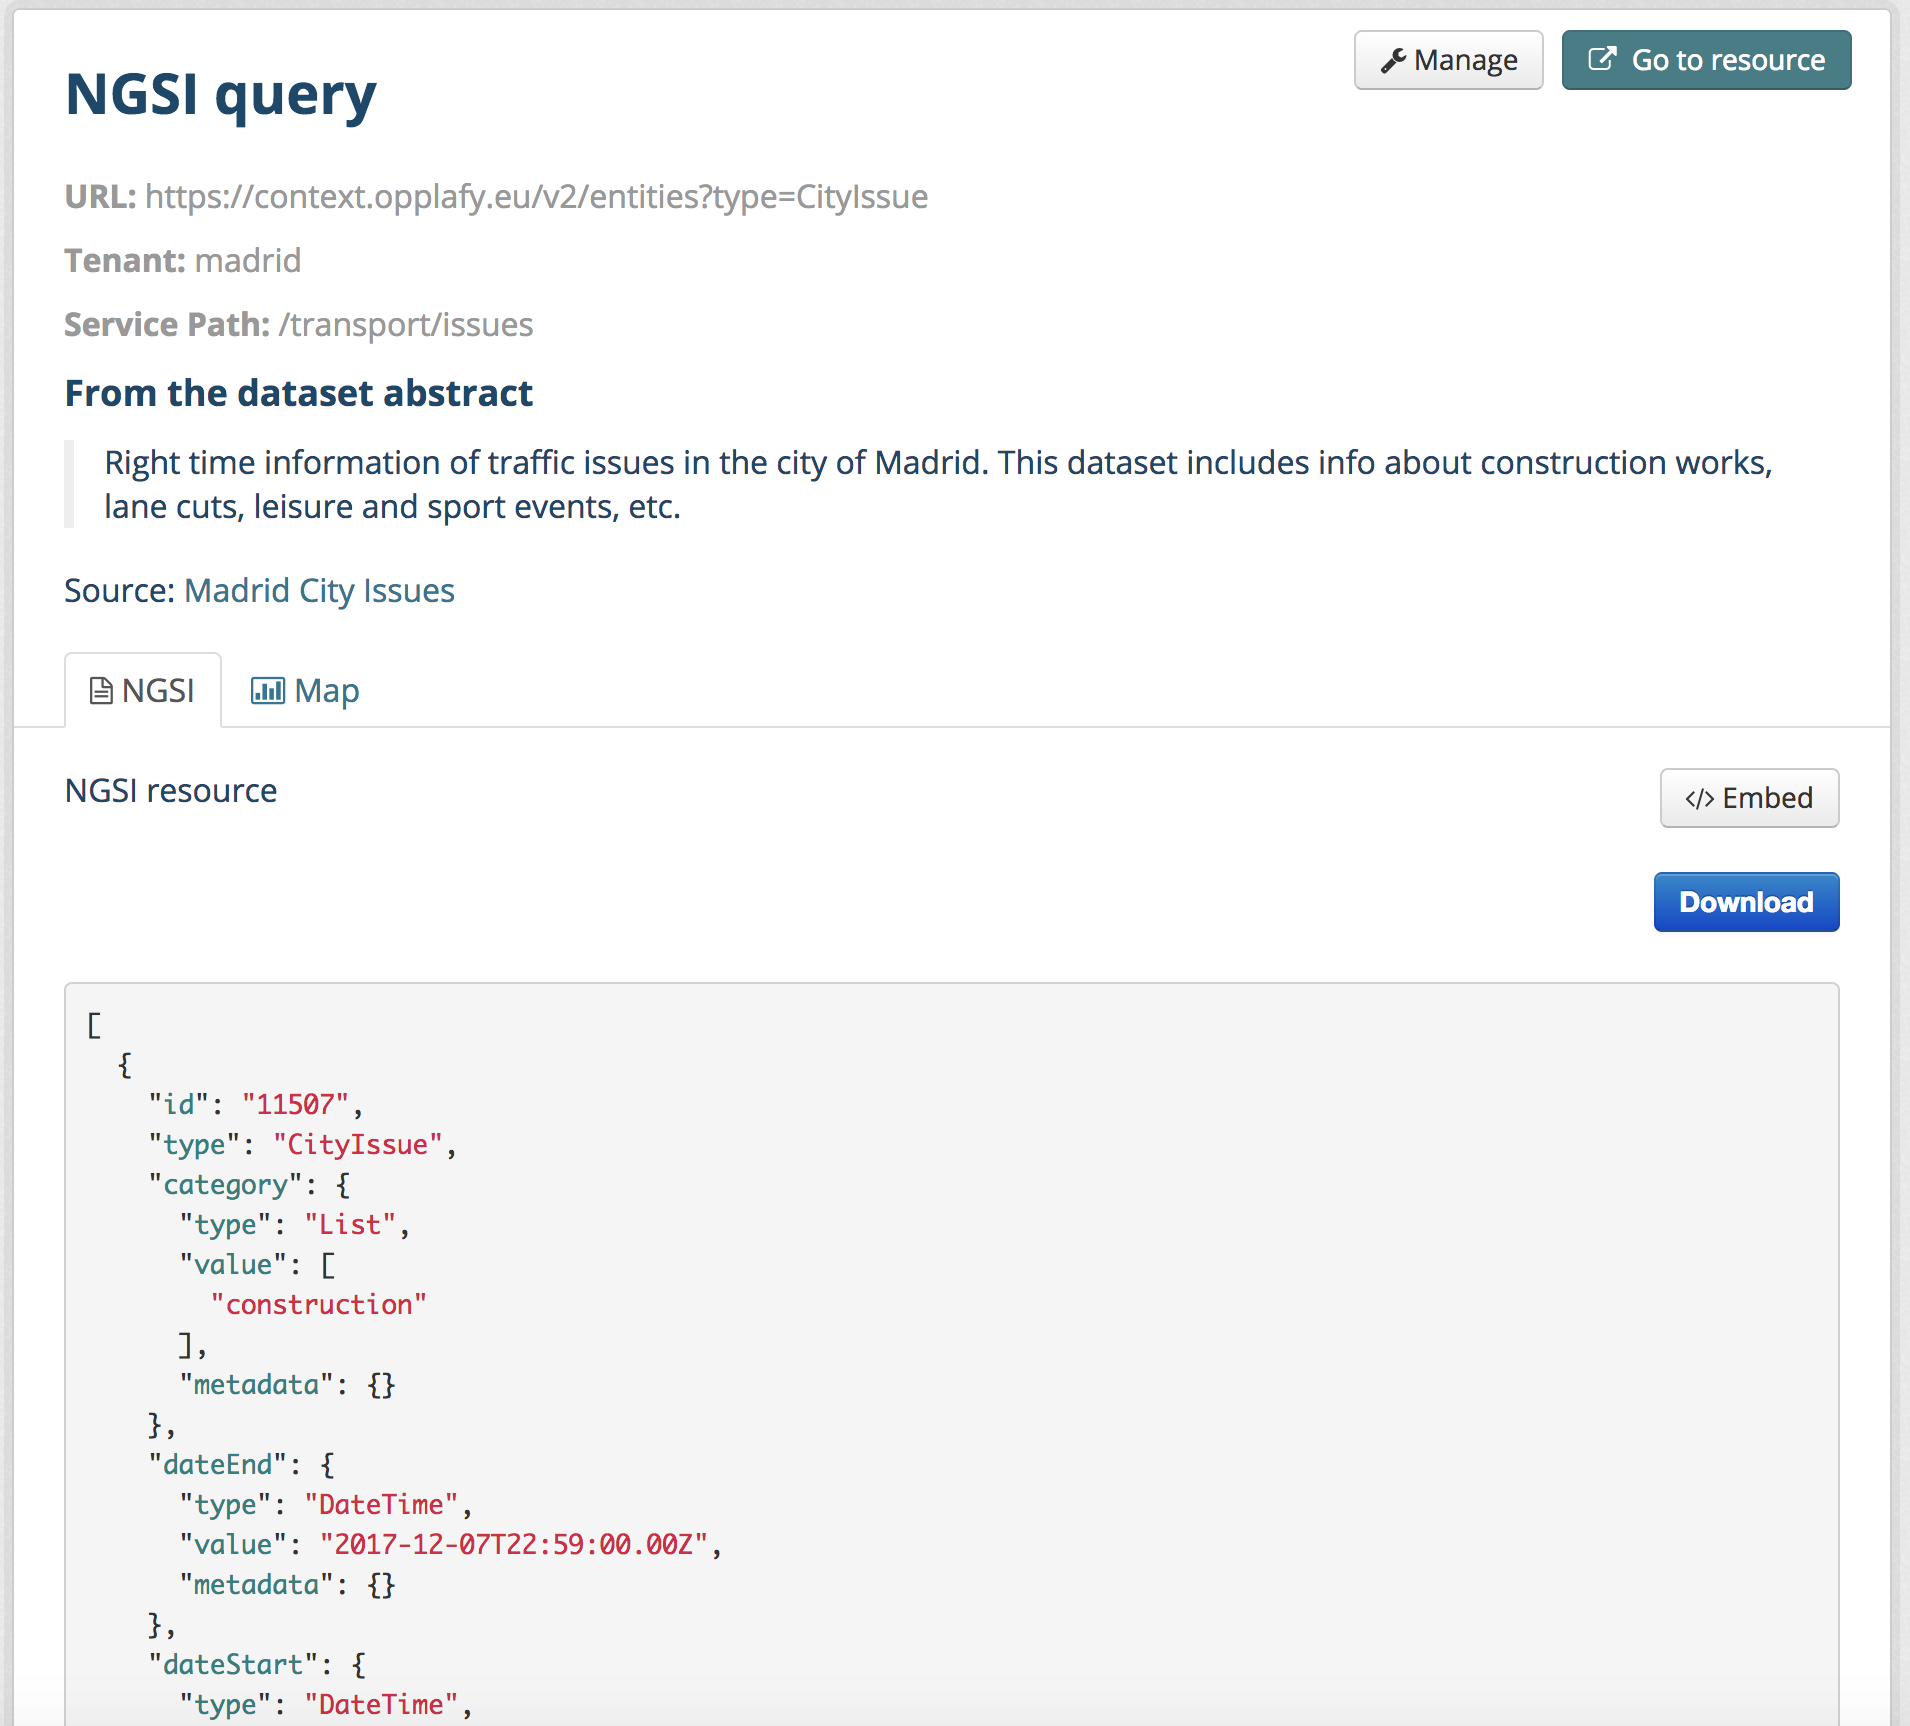 Manage
Go to resource
NGSI query
URL: https://context.opplafy.eu/v2/entities?type=CityIssue
Tenant: madrid
Service Path: /transport/issues
From the dataset abstract
Right time information of traffic issues in the city of Madrid. This dataset includes info about construction works,
lane cuts, leisure and sport events, etc.
Source: Madrid City Issues
NGSI
Map
NGSI resource
</> Embed
Download
[
  {
    "id": "11507",
    "type": "CityIssue",
    "category": {
      "type": "List",
      "value": [
        "construction"
      ],
      "metadata": {}
    },
    "dateEnd": {
      "type": "DateTime",
      "value": "2017-12-07T22:59:00.00Z",
      "metadata": {}
    },
    "dateStart": {
      "type": "DateTime",